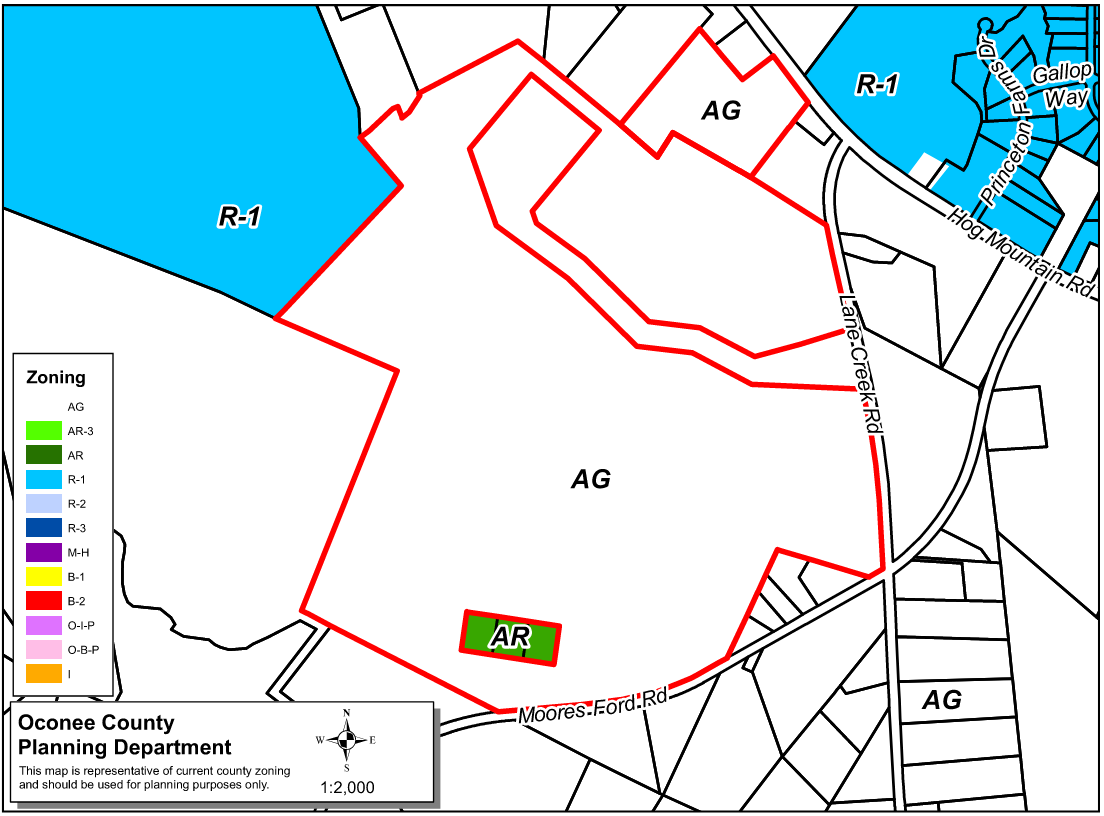 Princeton Farms Dr
Gallop
Way
R-1
AG
R-1
Hog Mountain Rd
Lane Creek Rd
Zoning
AG
AR-3
AR
R-1
R-2
R-3
M-H
B-1
B-2
O-I-P
O-B-P
I
AG
AR
AG
Moores Ford Rd
Oconee County
Planning Department
This map is representative of current county zoning
and should be used for planning purposes only.
N
W E
S
1:2,000